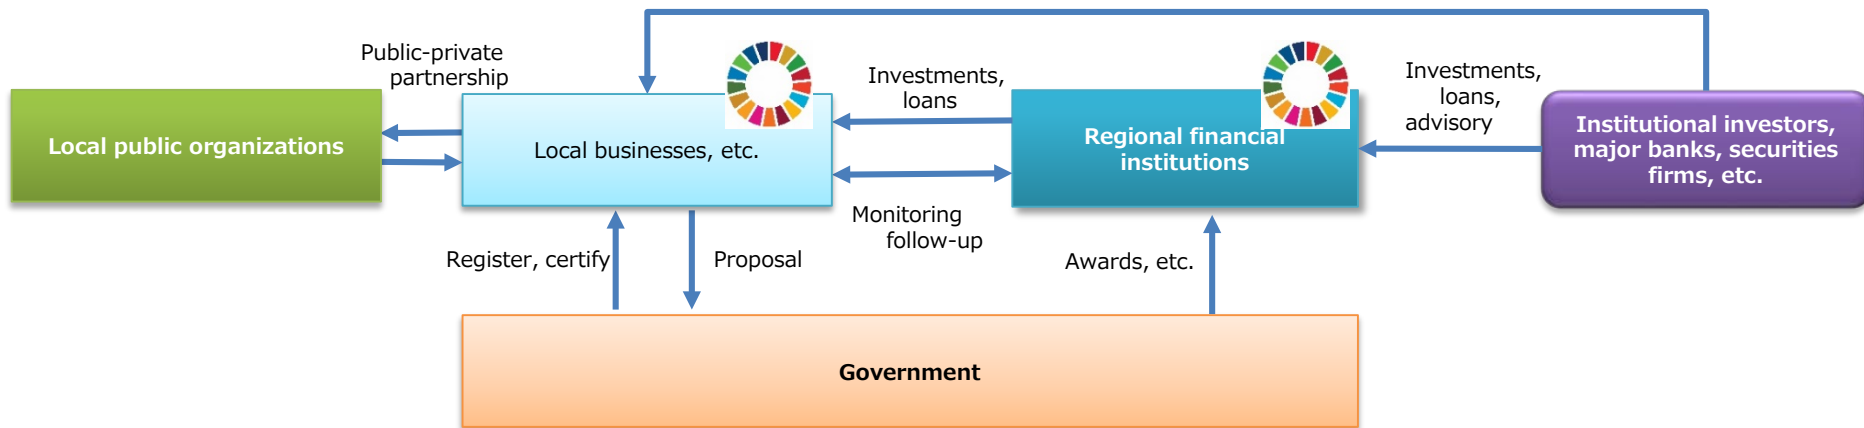 Public-private
partnership
Investments,
loans
Investments,
loans,
advisory
Local public organizations
Local businesses, etc.
Regional financial
institutions
Institutional investors,
major banks, securities
firms, etc.
Monitoring
follow-up
Register, certify
Proposal
Awards, etc.
Government